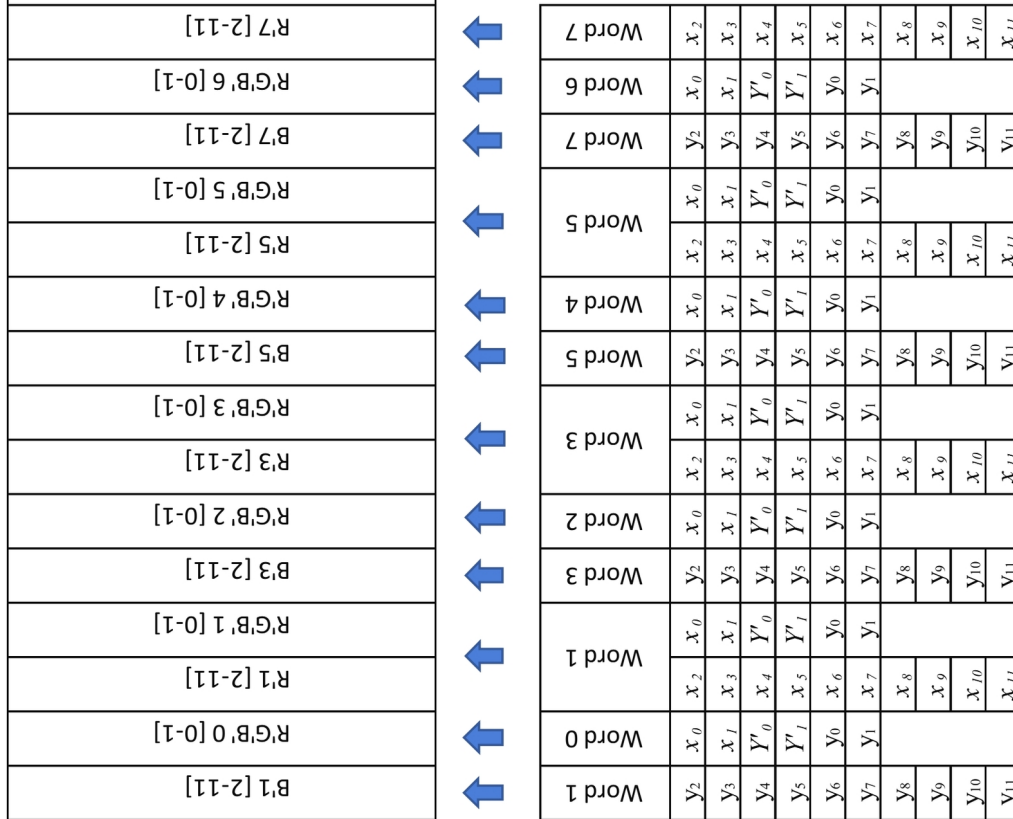 y11 y10 y9 y8 y7 y6 y5 y4 y3 y2 Word 1 B'1 [2-11]
y1 y0 Y'1 Y'0 x1 x0 Word 0 R'G'B' 0 [0-1]
x11 x10 x9 x8 x7 x6 x5 x4 x3 x2 Word 1 R'1 [2-11]
y1 y0 Y'1 Y'0 x1 x0 R'G'B' 1 [0-1]
y11 y10 y9 y8 y7 y6 y5 y4 y3 y2 Word 3 B'3 [2-11]
y1 y0 Y'1 Y'0 x1 x0 Word 2 R'G'B' 2 [0-1]
x11 x10 x9 x8 x7 x6 x5 x4 x3 x2 Word 3 R'3 [2-11]
y1 y0 Y'1 Y'0 x1 x0 R'G'B' 3 [0-1]
y11 y10 y9 y8 y7 y6 y5 y4 y3 y2 Word 5 B'5 [2-11]
y1 y0 Y'1 Y'0 x1 x0 Word 4 R'G'B' 4 [0-1]
x11 x10 x9 x8 x7 x6 x5 x4 x3 x2 Word 5 R'5 [2-11]
y1 y0 Y'1 Y'0 x1 x0 R'G'B' 5 [0-1]
y11 y10 y9 y8 y7 y6 y5 y4 y3 y2 Word 7 B'7 [2-11]
y1 y0 Y'1 Y'0 x1 x0 Word 6 R'G'B' 6 [0-1]
x11 x10 x9 x8 x7 x6 x5 x4 x3 x2 Word 7 R'7 [2-11]